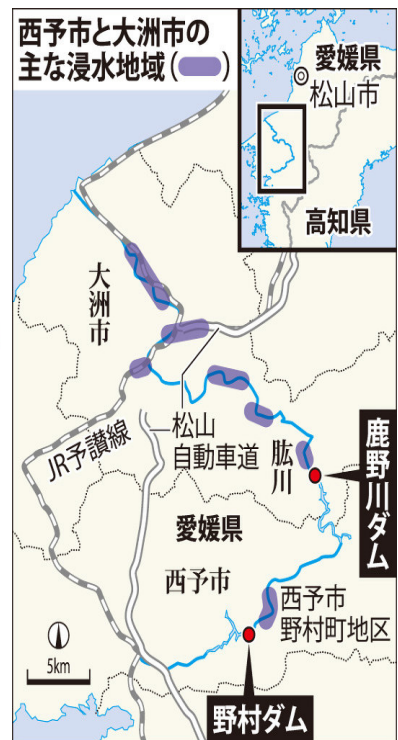 西予市と大洲市の
主な浸水地域( )
愛媛県
松山市
高知県
大洲市
JR予讃線
松山
自動車道
肱川
鹿野川ダム
愛媛県
西予市
西予市
野村町地区
5km
野村ダム